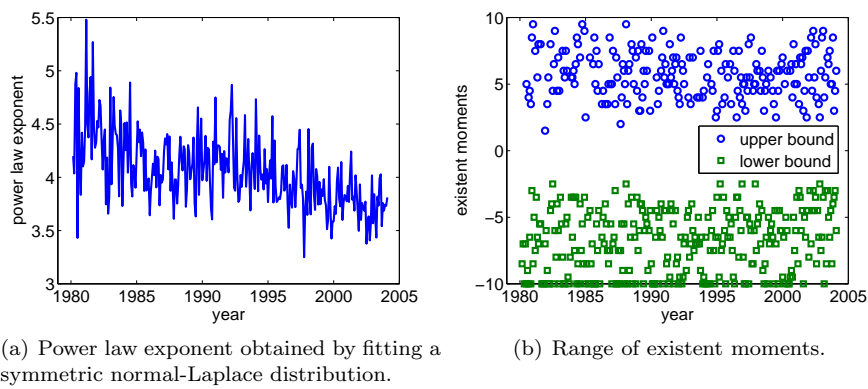 5.5
5
4.5
4
3.5
3
1980 1985 1990 1995 2000 2005
year
power law exponent
10
5
0
−5
−10
1980 1985 1990 1995 2000 2005
year
existent moments
upper bound
lower bound
(a) Power law exponent obtained by fitting a
symmetric normal-Laplace distribution.
(b) Range of existent moments.